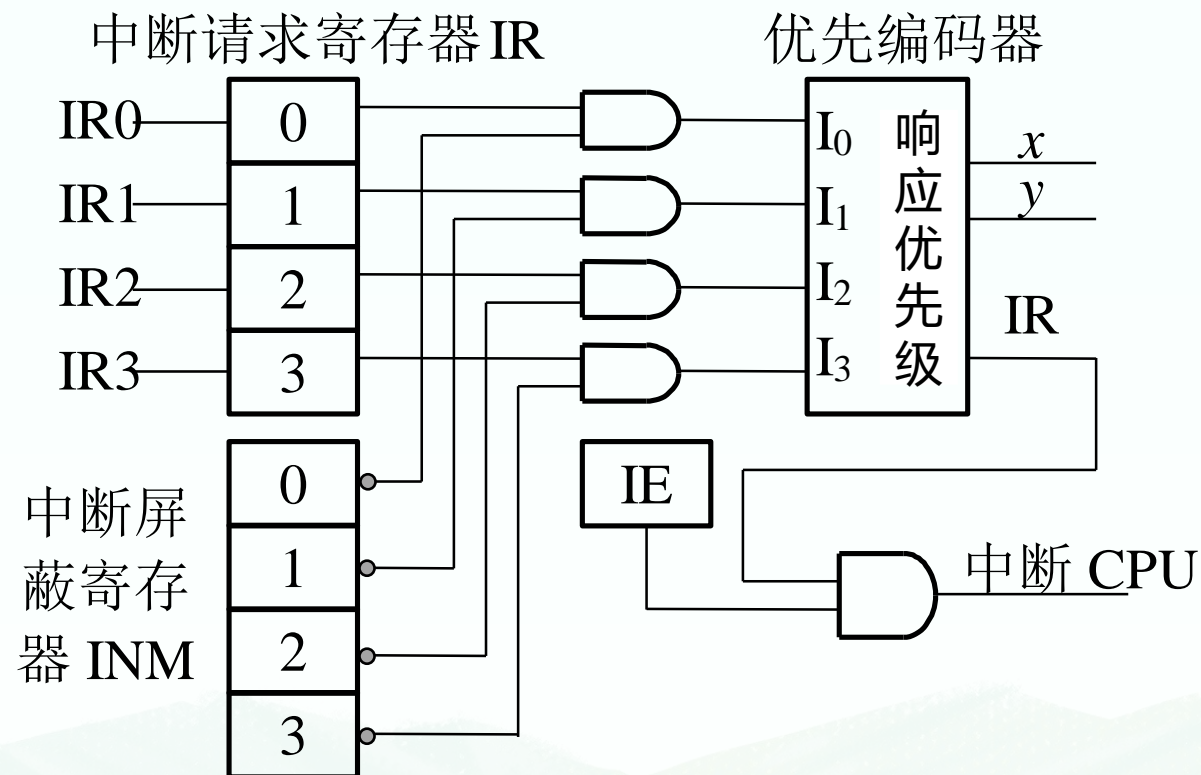 中断请求寄存器 IR
优先编码器
IR0
0
IR1
1
IR2
2
IR3
3
I0
I1
I2
I3
响
应
优
先
级
x
y
IR
中断屏
蔽寄存
器 INM
0
1
2
3
IE
中断 CPU